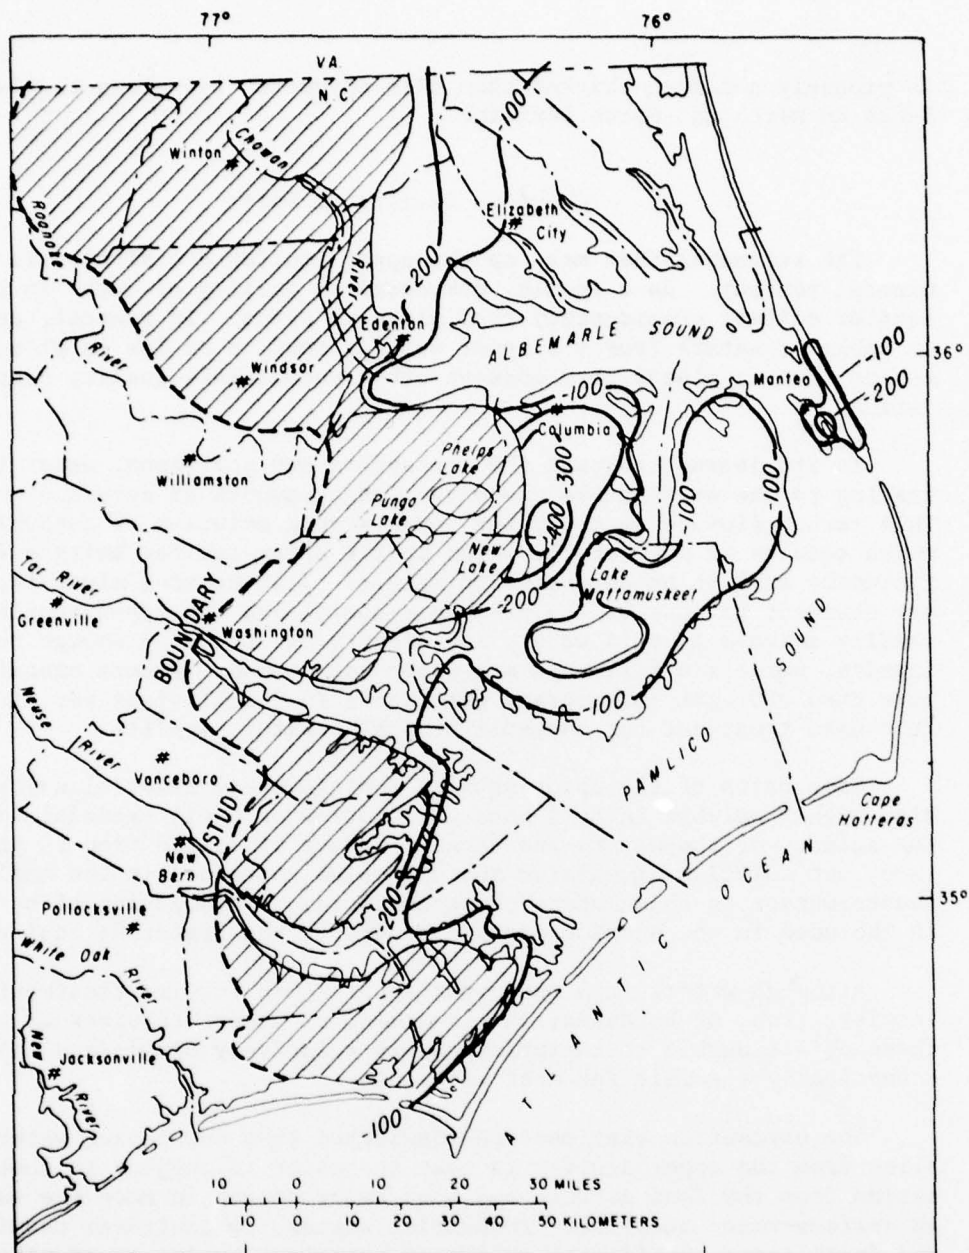 77°
76°
VA.
N.C.
-100
Winton
Chowan
River
Roanoke
River
Elizabeth
City
-200
Edenton
ALBEMARLE SOUND
36°
-100
-200
Manteo
Windsor
-100
Columbia
Phelps
Lake
300
-400
100
100
Williamston
Pungo
Lake
New
Lake
Lake
Mattamuskeet
-200
Tar River
Greenville
Washington
BOUNDARY
-100
PAMLICO SOUND
Neuse
River
Vanceboro
STUDY
Cape
Hatteras
New
Bern
-200
35°
Pollocksville
White Oak
River
New
River
Jacksonville
ATLANTIC OCEAN
-100
10 0 10 20 30 MILES
10 0 10 20 30 40 50 KILOMETERS